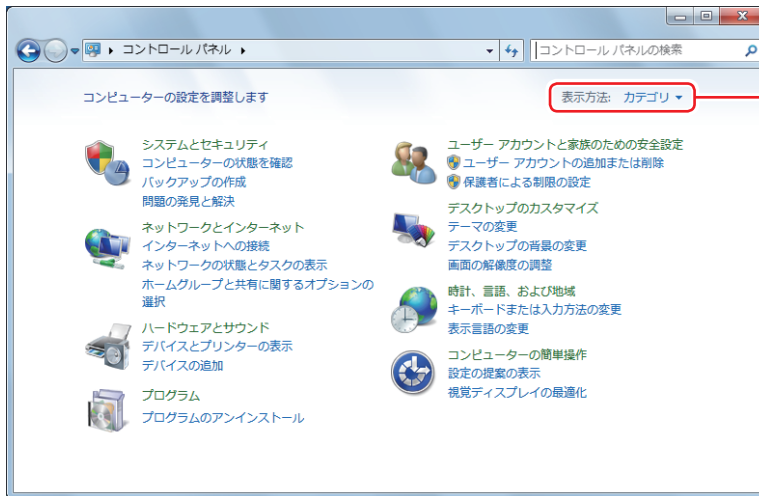 コントロール パネル
コントロール パネルの検索
コンピューターの設定を調整します
表示方法: カテゴリ
システムとセキュリティ
コンピューターの状態を確認
バックアップの作成
問題の発見と解決
ネットワークとインターネット
インターネットへの接続
ネットワークの状態とタスクの表示
ホームグループと共有に関するオプションの
選択
ハードウェアとサウンド
デバイスとプリンターの表示
デバイスの追加
プログラム
プログラムのアンインストール
ユーザー アカウントと家族のための安全設定
ユーザー アカウントの追加または削除
保護者による制限の設定
デスクトップのカスタマイズ
テーマの変更
デスクトップの背景の変更
画面の解像度の調整
時計、言語、および地域
キーボードまたは入力方法の変更
表示言語の変更
コンピューターの簡単操作
設定の提案の表示
視覚ディスプレイの最適化